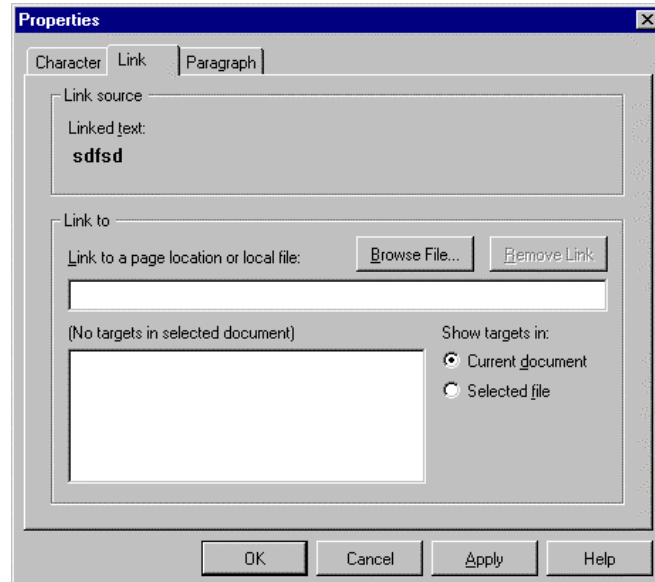 Properties
Character Link Paragraph
Link source
Linked text:
sdfsd
Link to
Link to a page location or local file: Browse File... Remove Link
(No targets in selected document) Show targets in:
Current document
Selected file
OK Cancel Apply Help